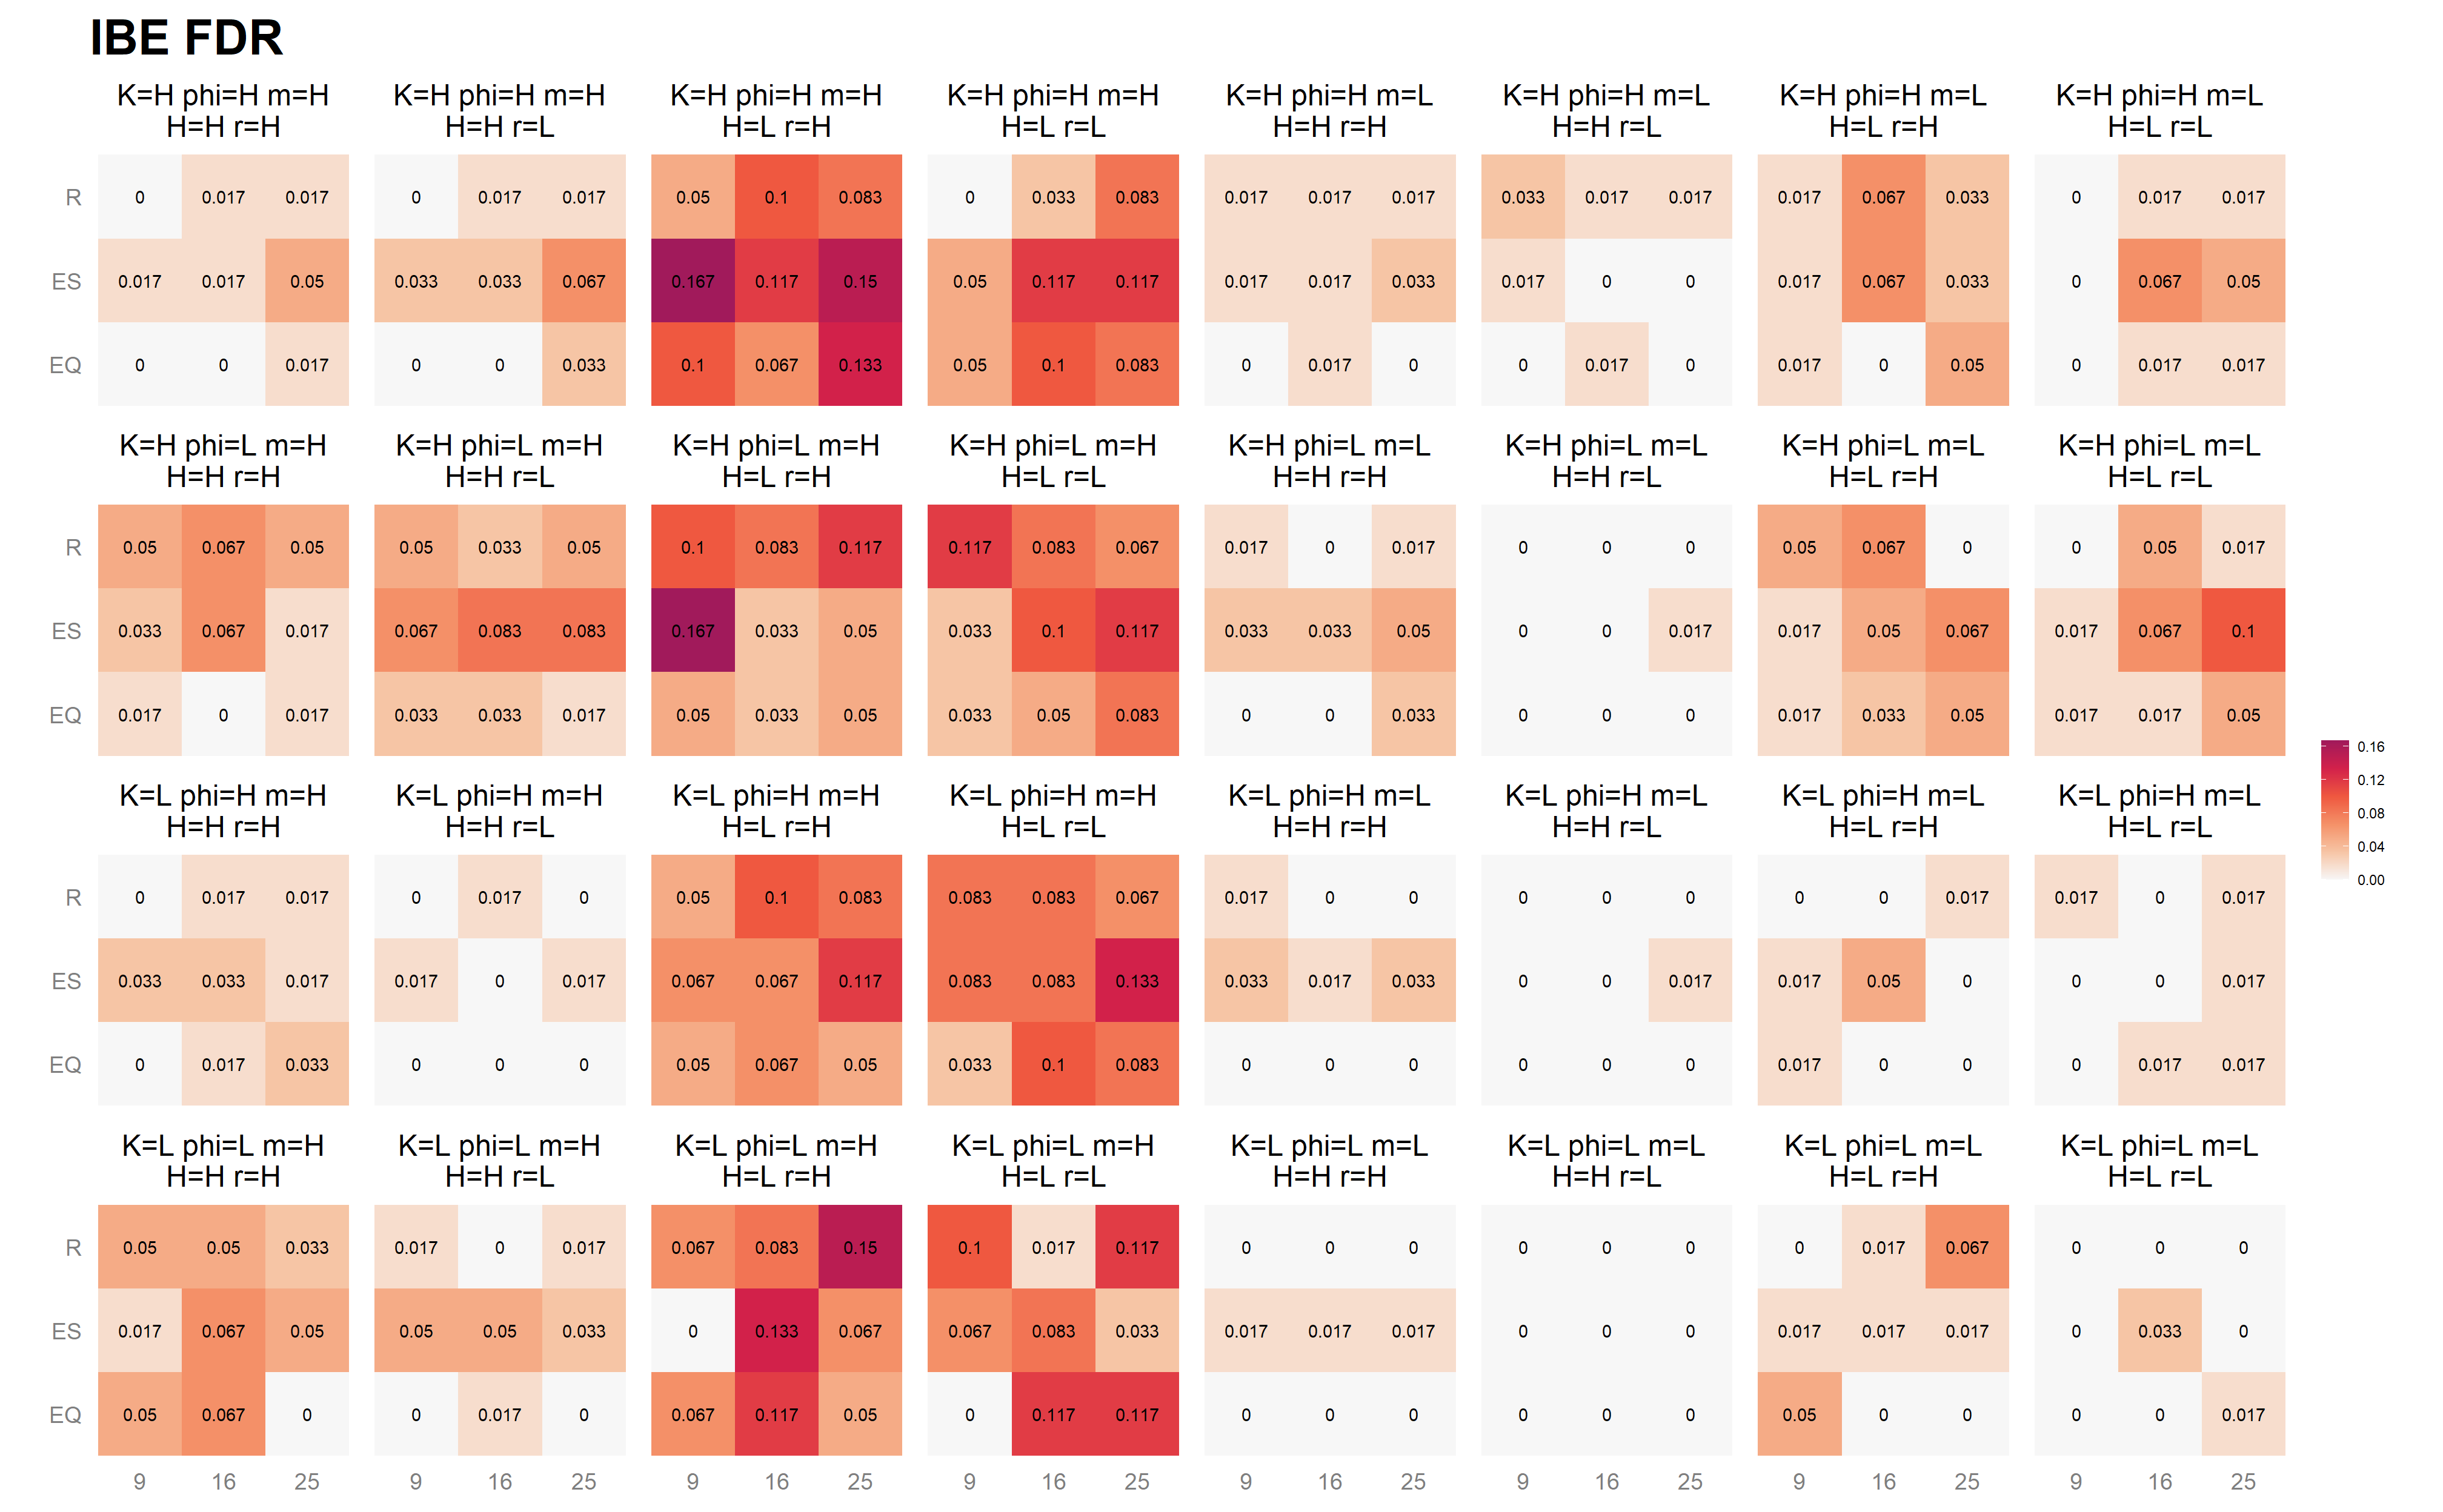 IBE FDR
K=H phi=H m=H K=H phi=H m=H K=H phi=H m=H K=H phi=H m=H K=H phi=H m=L K=H phi=H m=L K=H phi=H m=L K=H phi=H m=L
H=H r=H H=H r=L H=L r=H H=L r=L H=H r=H H=H r=L H=L r=H H=L r=L
R 0 0.017 0.017 0 0.017 0.017 0.05 0.1 0.083 0 0.033 0.083 0.017 0.017 0.017 0.033 0.017 0.017 0.017 0.067 0.033 0 0.017 0.017
ES 0.017 0.017 0.05 0.033 0.033 0.067 0.167 0.117 0.15 0.05 0.117 0.117 0.017 0.017 0.033 0.017 0 0 0.017 0.067 0.033 0 0.067 0.05
EQ 0 0 0.017 0 0 0.033 0.1 0.067 0.133 0.05 0.1 0.083 0 0.017 0 0 0.017 0 0.017 0 0.05 0 0.017 0.017
K=H phi=L m=H K=H phi=L m=H K=H phi=L m=H K=H phi=L m=H K=H phi=L m=L K=H phi=L m=L K=H phi=L m=L K=H phi=L m=L
H=H r=H H=H r=L H=L r=H H=L r=L H=H r=H H=H r=L H=L r=H H=L r=L
R 0.05 0.067 0.05 0.05 0.033 0.05 0.1 0.083 0.117 0.117 0.083 0.067 0.017 0 0.017 0 0 0 0.05 0.067 0 0 0.05 0.017
ES 0.033 0.067 0.017 0.067 0.083 0.083 0.167 0.033 0.05 0.033 0.1 0.117 0.033 0.033 0.05 0 0 0.017 0.017 0.05 0.067 0.017 0.067 0.1
EQ 0.017 0 0.017 0.033 0.033 0.017 0.05 0.033 0.05 0.033 0.05 0.083 0 0 0.033 0 0 0 0.017 0.033 0.05 0.017 0.017 0.05
0.16
0.12
0.08
0.04
0.00
K=L phi=H m=H K=L phi=H m=H K=L phi=H m=H K=L phi=H m=H K=L phi=H m=L K=L phi=H m=L K=L phi=H m=L K=L phi=H m=L
H=H r=H H=H r=L H=L r=H H=L r=L H=H r=H H=H r=L H=L r=H H=L r=L
R 0 0.017 0.017 0 0.017 0 0.05 0.1 0.083 0.083 0.083 0.067 0.017 0 0 0 0 0 0 0 0.017 0.017 0 0.017
ES 0.033 0.033 0.017 0.017 0 0.017 0.067 0.067 0.117 0.083 0.083 0.133 0.033 0.017 0.033 0 0 0.017 0.017 0.05 0 0 0 0.017
EQ 0 0.017 0.033 0 0 0 0.05 0.067 0.05 0.033 0.1 0.083 0 0 0 0 0 0 0.017 0 0 0 0.017 0.017
K=L phi=L m=H K=L phi=L m=H K=L phi=L m=H K=L phi=L m=H K=L phi=L m=L K=L phi=L m=L K=L phi=L m=L K=L phi=L m=L
H=H r=H H=H r=L H=L r=H H=L r=L H=H r=H H=H r=L H=L r=H H=L r=L
R 0.05 0.05 0.033 0.017 0 0.017 0.067 0.083 0.15 0.1 0.017 0.117 0 0 0 0 0 0 0 0.017 0.067 0 0 0
ES 0.017 0.067 0.05 0.05 0.05 0.033 0 0.133 0.067 0.067 0.083 0.033 0.017 0.017 0.017 0 0 0 0.017 0.017 0.017 0 0.033 0
EQ 0.05 0.067 0 0 0.017 0 0.067 0.117 0.05 0 0.117 0.117 0 0 0 0 0 0 0.05 0 0 0 0 0.017
9 16 25 9 16 25 9 16 25 9 16 25 9 16 25 9 16 25 9 16 25 9 16 25